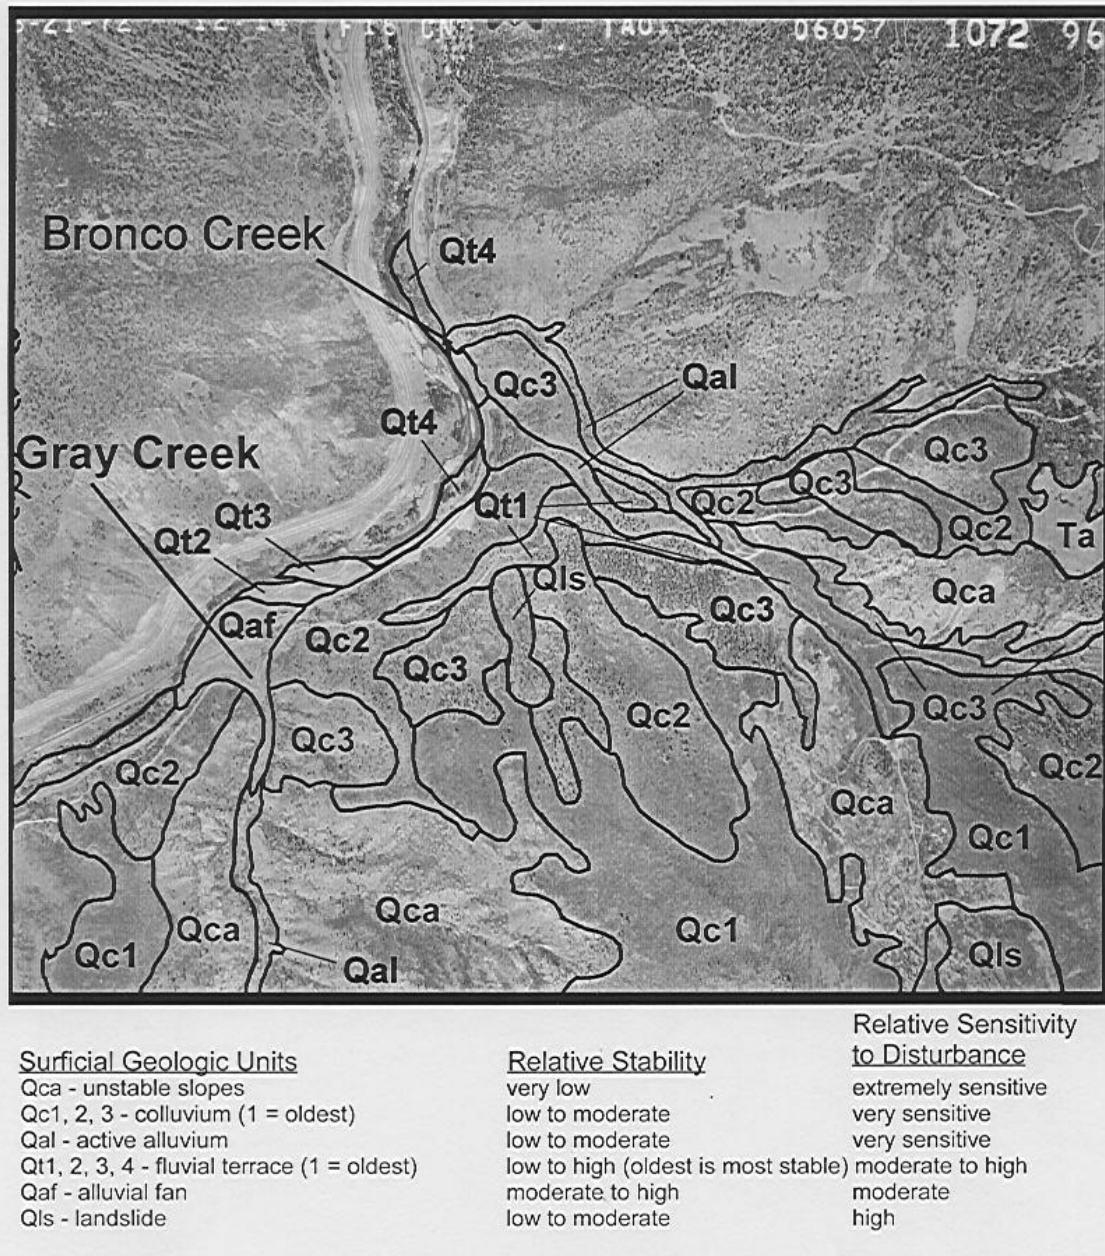 -21-72
06057 1072 96
Bronco Creek
Qt4
Qc3
Qal
Qt4
Gray Creek
Qc3
Qc3
Qt1
Qc2
Qt3
Qc2
Ta
Qt2
Qls
Qca
Qc3
Qaf
Qc2
Qc3
Qc3
Qc2
Qc3
Qc2
Qc2
Qca
Qc1
Qca
Qca
Qc1
Qc1
Qls
Qal
Relative Sensitivity
Surficial Geologic Units Relative Stability to Disturbance
Qca - unstable slopes very low extremely sensitive
Qc1, 2, 3 - colluvium (1 = oldest) low to moderate very sensitive
Qal - active alluvium low to moderate very sensitive
Qt1, 2, 3, 4 - fluvial terrace (1 = oldest) low to high (oldest is most stable) moderate to high
Qaf - alluvial fan moderate to high moderate
Qls - landslide low to moderate high